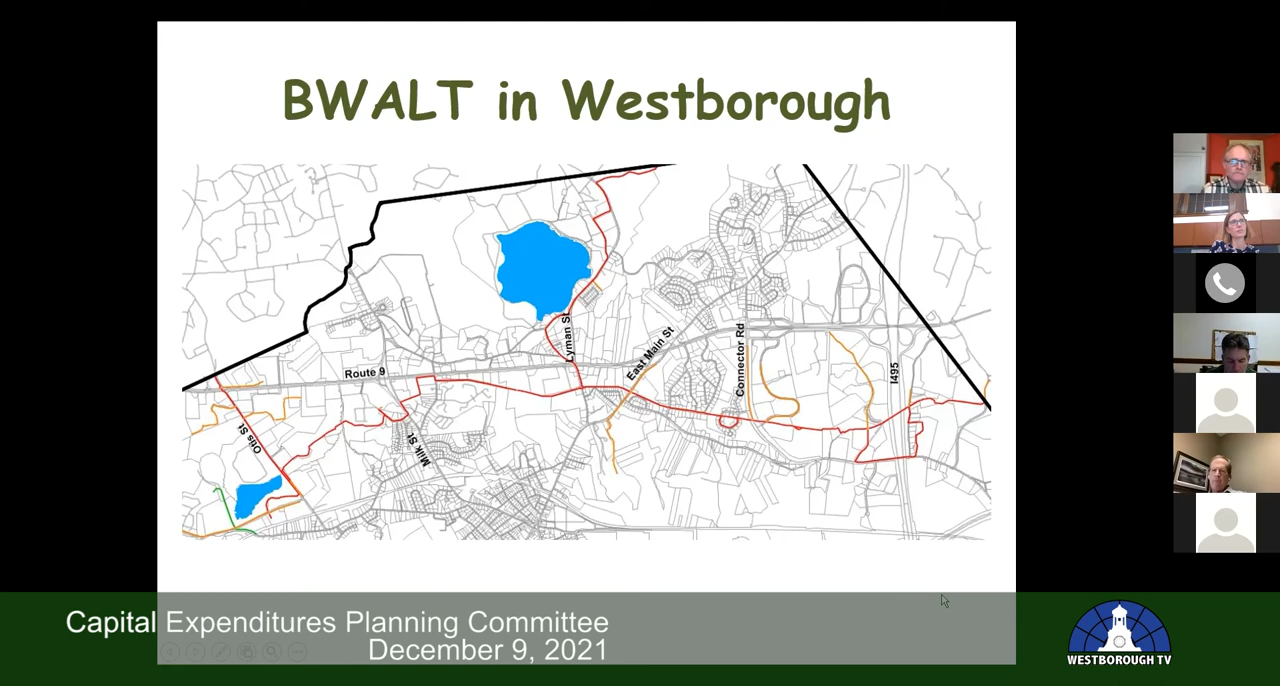 BWALT in Westborough
Lyman St
East Main St
Connector Rd
I495
Route 9
Otis St
Milk St
Capital Expenditures Planning Committee
December 9, 2021
WESTBOROUGH TV